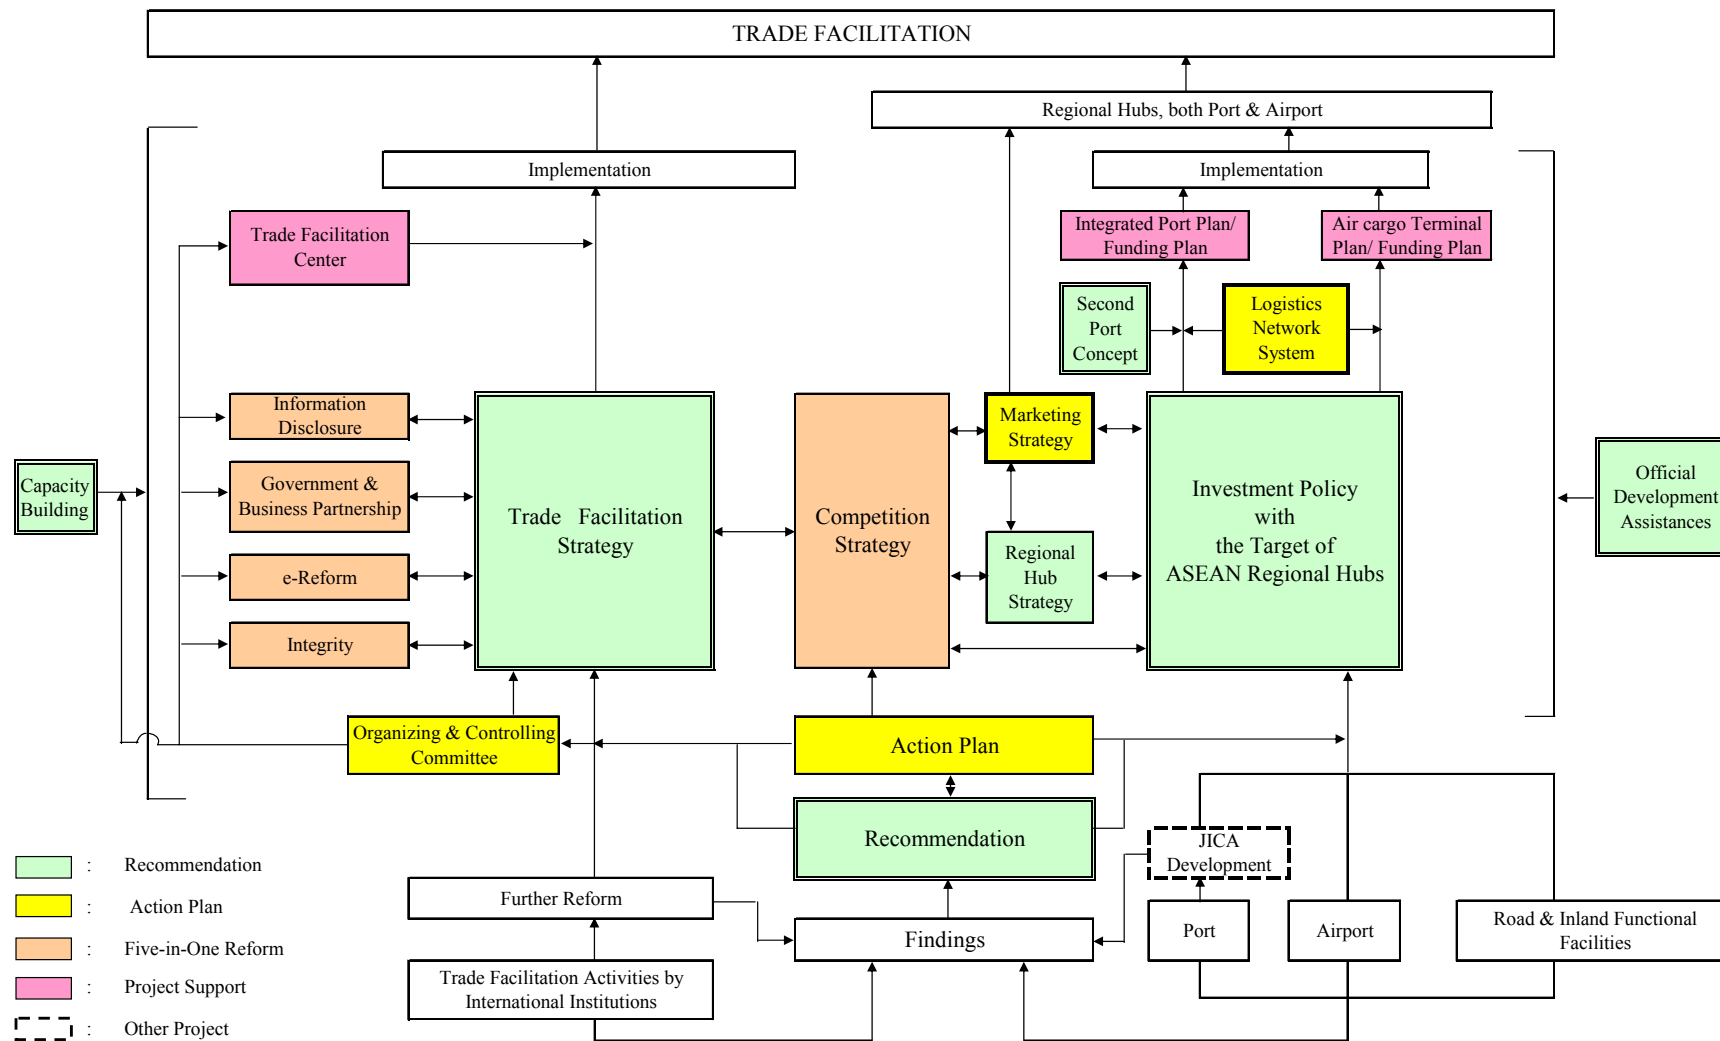 TRADE FACILITATION
Regional Hubs, both Port & Airport
Implementation
Implementation
Trade Facilitation
Center
Integrated Port Plan/
Funding Plan
Air cargo Terminal
Plan/ Funding Plan
Second
Port
Concept
Logistics
Network
System
Information
Disclosure
Government &
Business Partnership
e-Reform
Integrity
Capacity
Building
Trade Facilitation
Strategy
Competition
Strategy
Marketing
Strategy
Regional
Hub
Strategy
Investment Policy
with
the Target of
ASEAN Regional Hubs
Official
Development
Assistances
Organizing & Controlling
Committee
Action Plan
Recommendation
JICA
Development
Further Reform
Findings
Port
Airport
Road & Inland Functional
Facilities
Trade Facilitation Activities by
International Institutions
: Recommendation
: Action Plan
: Five-in-One Reform
: Project Support
: Other Project